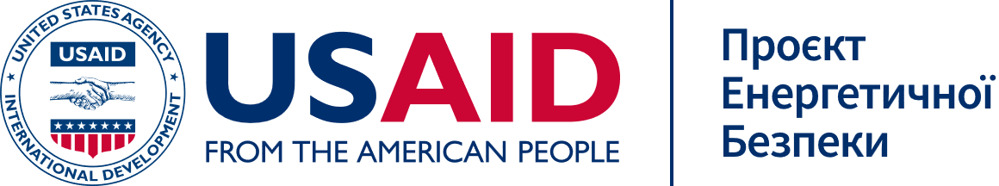 UNITED STATES AGENCY
USAID
INTERNATIONAL DEVELOPMENT
USAID
FROM THE AMERICAN PEOPLE
Проєкт
Енергетичної
Безпеки